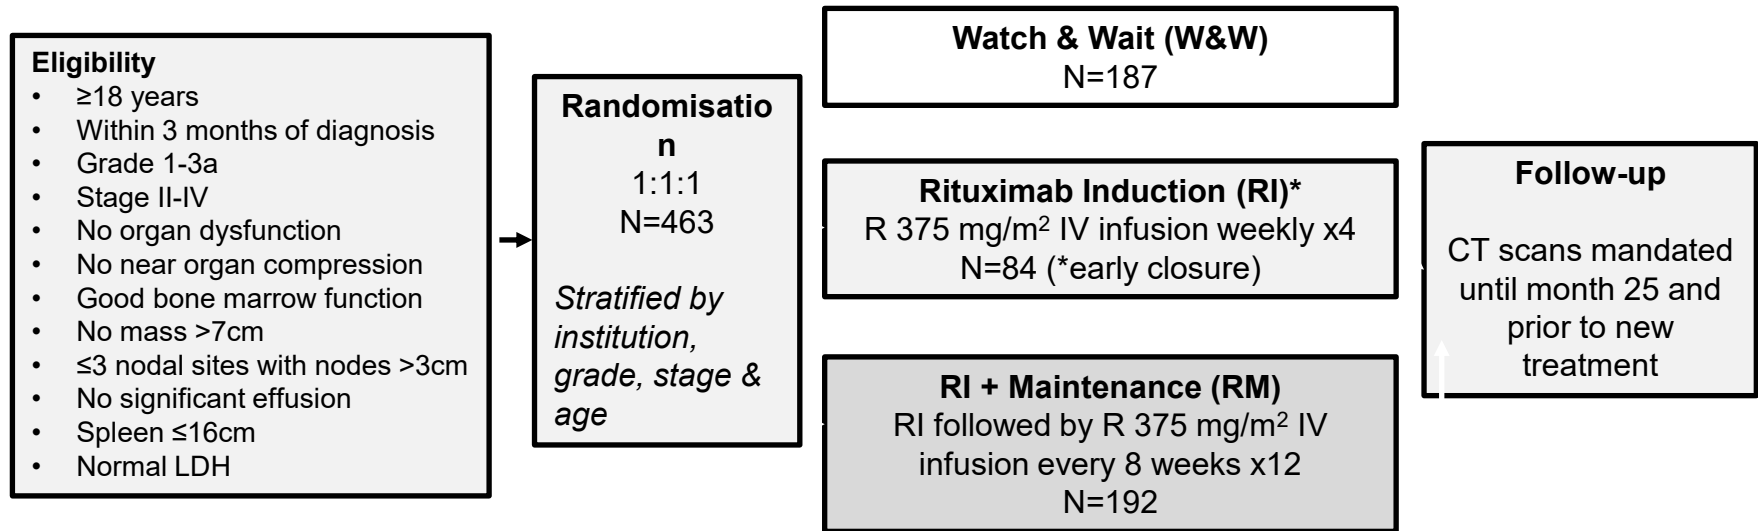 Eligibility
• ≥18 years
• Within 3 months of diagnosis
• Grade 1-3a
• Stage II-IV
• No organ dysfunction
• No near organ compression
• Good bone marrow function
• No mass >7cm
• ≤3 nodal sites with nodes >3cm
• No significant effusion
• Spleen ≤16cm
• Normal LDH
Randomisatio
n
1:1:1
N=463
Stratified by
institution,
grade, stage &
age
Watch & Wait (W&W)
N=187
Rituximab Induction (RI)*
R 375 mg/m² IV infusion weekly x4
N=84 (*early closure)
RI + Maintenance (RM)
RI followed by R 375 mg/m² IV
infusion every 8 weeks x12
N=192
Follow-up
CT scans mandated
until month 25 and
prior to new
treatment